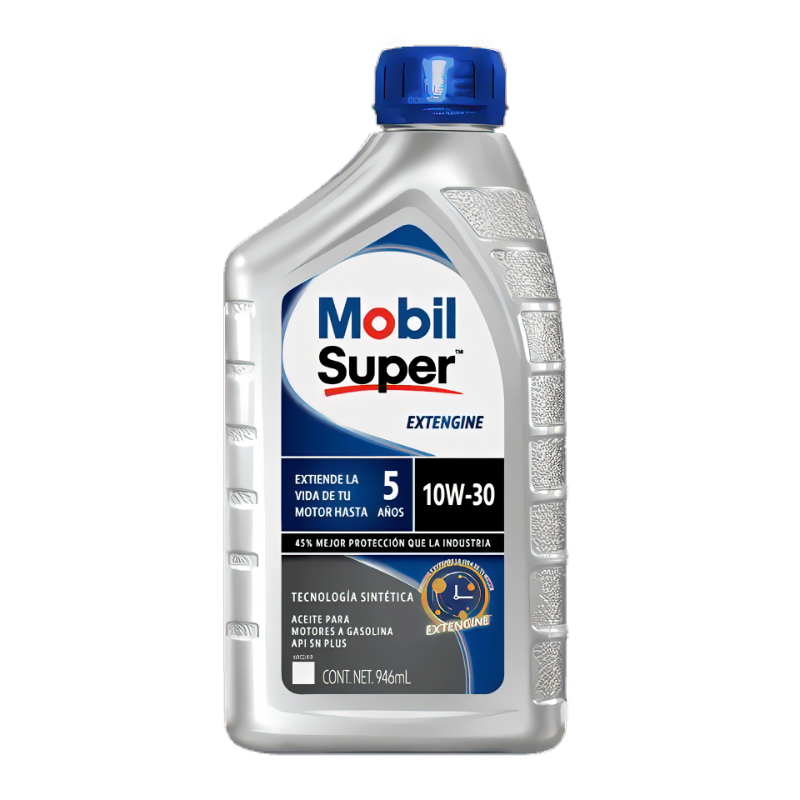 Mobil
Super™
EXTENGINE
EXTIENDE LA
VIDA DE TU
MOTOR HASTA
5
AÑOS
10W-30
45% MEJOR PROTECCIÓN QUE LA INDUSTRIA
TECNOLOGÍA SINTÉTICA
ACEITE PARA
MOTORES A GASOLINA
API SN PLUS
EXTENGINE
CONT. NET. 946mL